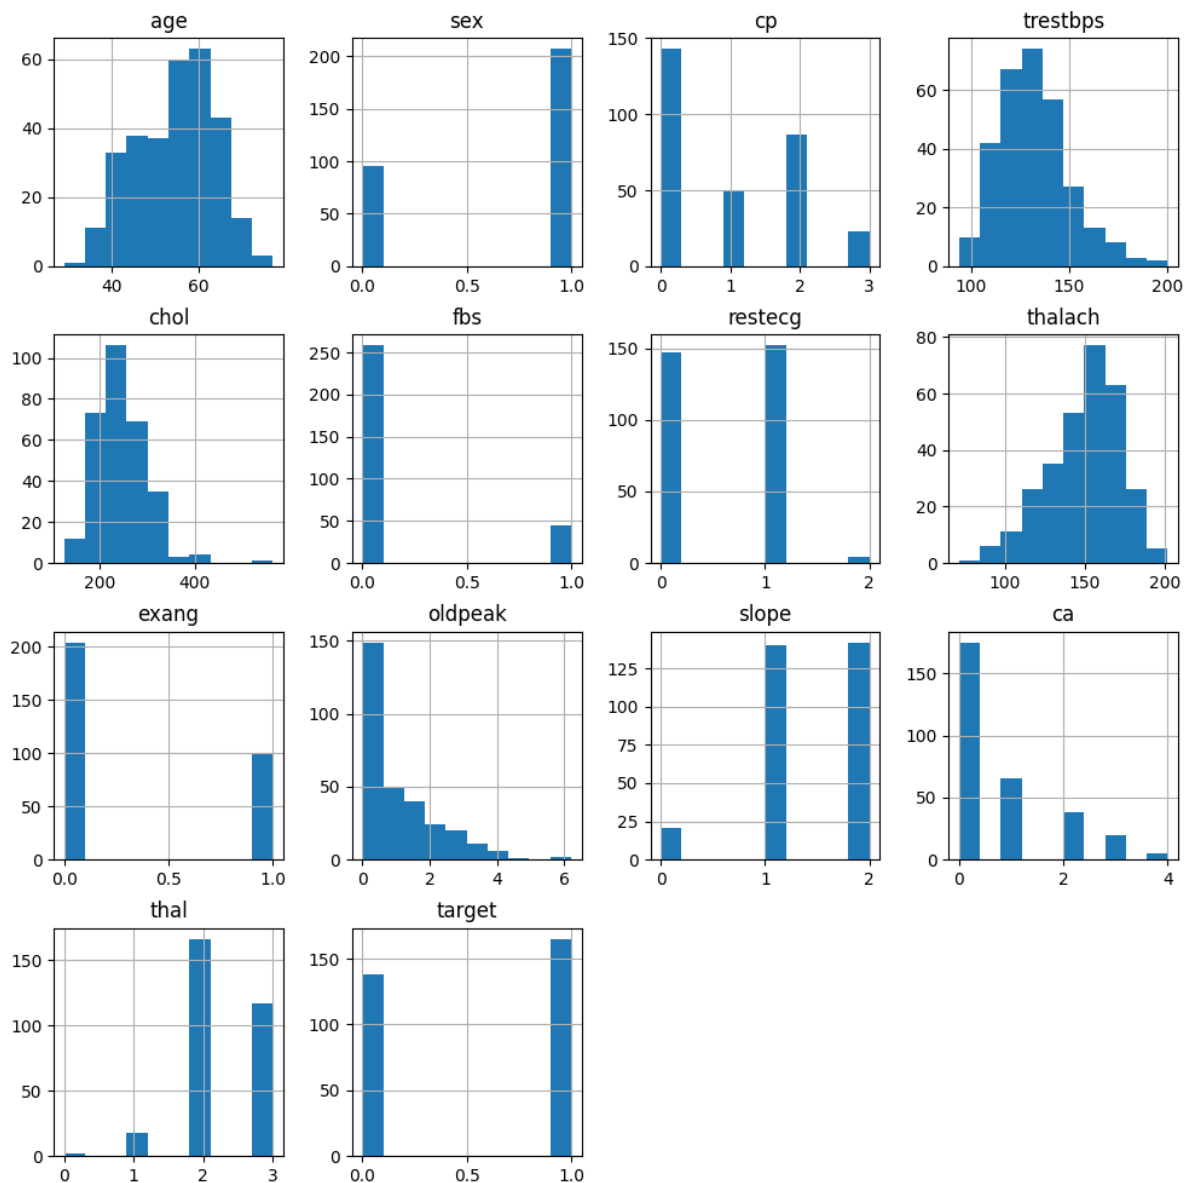 age sex cp trestbps
60 40 20 0
40 60
200 150 100 50 0
0.0 0.5 1.0
150 100 50 0
0 1 2 3
60 40 20 0
100 150 200
chol fbs restecg thalach
100 80 60 40 20 0
200 400
250 200 150 100 50 0
0.0 0.5 1.0
150 100 50 0
0 1 2
80 60 40 20 0
100 150 200
exang oldpeak slope ca
200 150 100 50 0
0.0 0.5 1.0
150 100 50 0
0 2 4 6
125 100 75 50 25 0
0 1 2
150 100 50 0
0 2 4
thal target
150 100 50 0
0 1 2 3
150 100 50 0
0.0 0.5 1.0